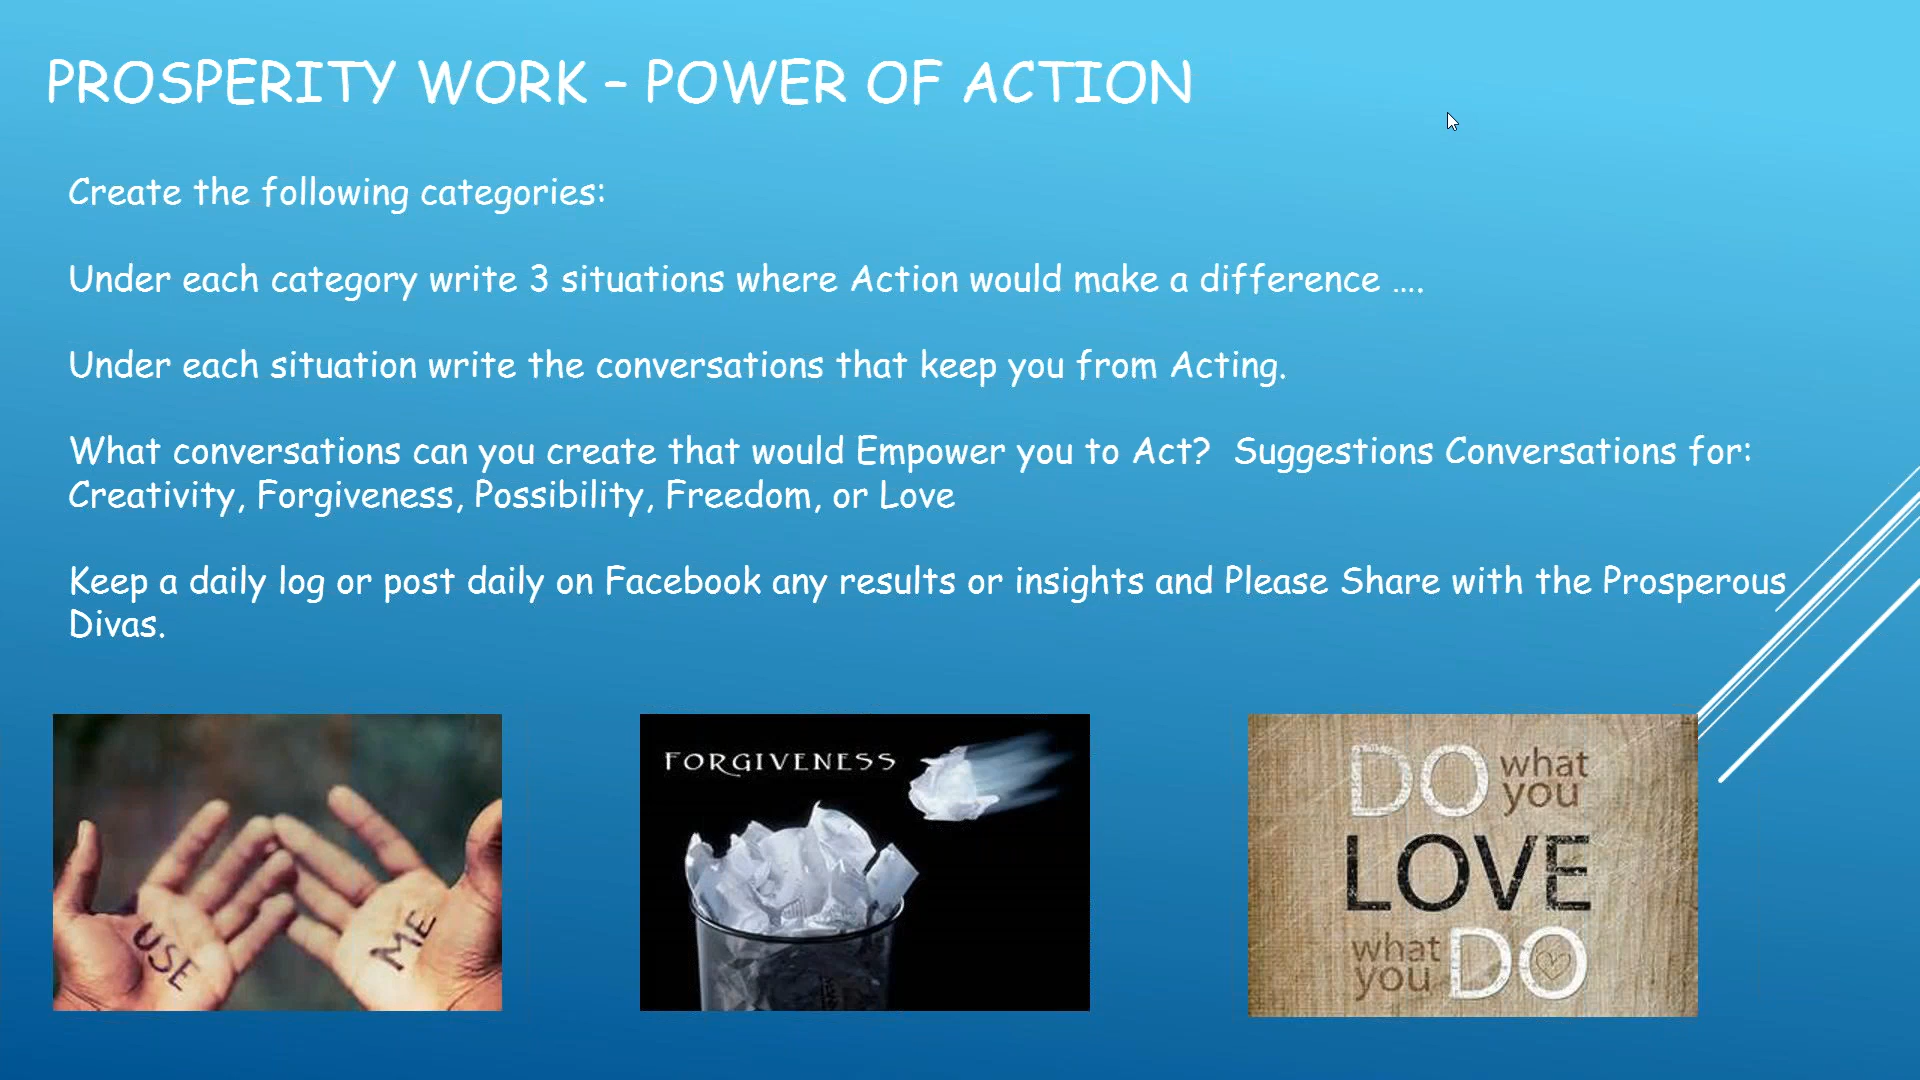 PROSPERITY WORK – POWER OF ACTION
Create the following categories:
Under each category write 3 situations where Action would make a difference ....
Under each situation write the conversations that keep you from Acting.
What conversations can you create that would Empower you to Act?  Suggestions Conversations for:
Creativity, Forgiveness, Possibility, Freedom, or Love
Keep a daily log or post daily on Facebook any results or insights and Please Share with the Prosperous
Divas.
USE
ME
FORGIVENESS
DO what
you
LOVE
what
you DO